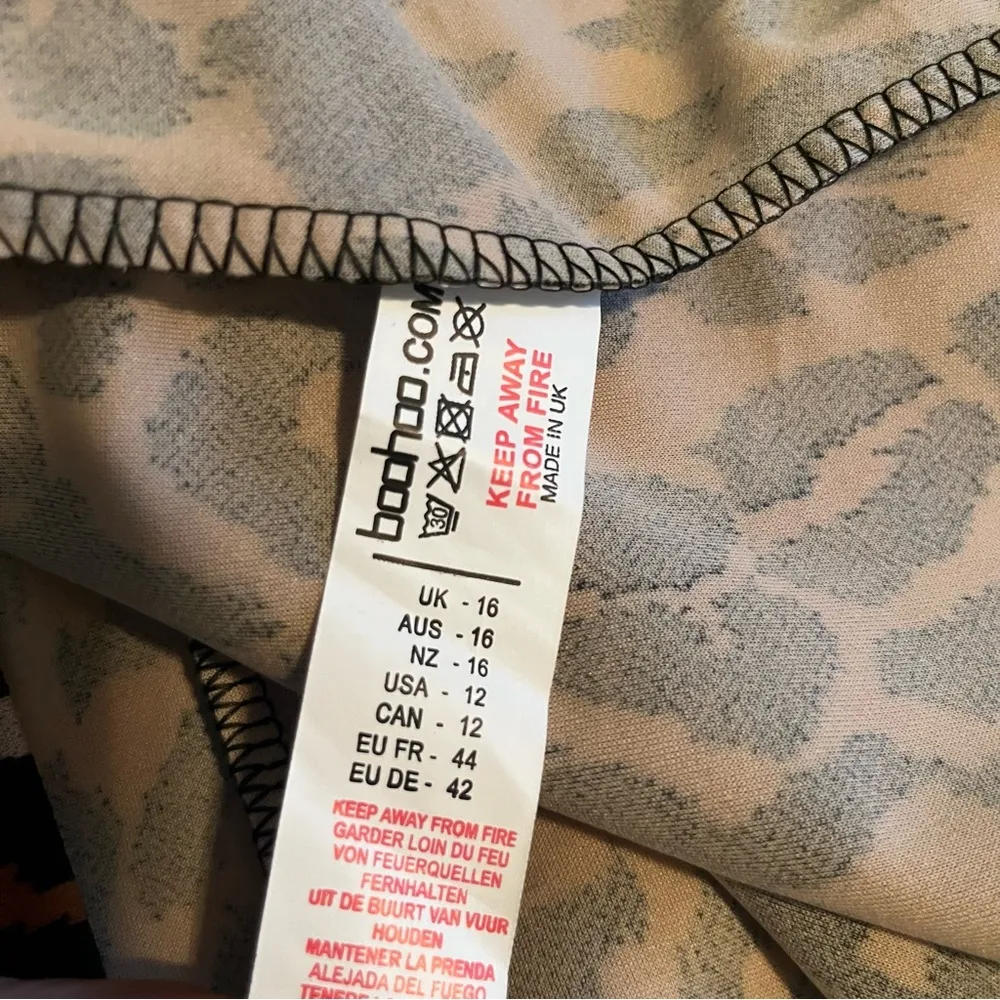 boohoo.COM
30
KEEP AWAY
FROM FIRE
MADE IN UK
UK - 16
AUS - 16
NZ - 16
USA - 12
CAN - 12
EU FR - 44
EU DE - 42
KEEP AWAY FROM FIRE
GARDER LOIN DU FEU
VON FEUERQUELLEN
FERNHALTEN
UIT DE BUURT VAN VUUR
HOUDEN
MANTENER LA PRENDA
ALEJADA DEL FUEGO
TENERE